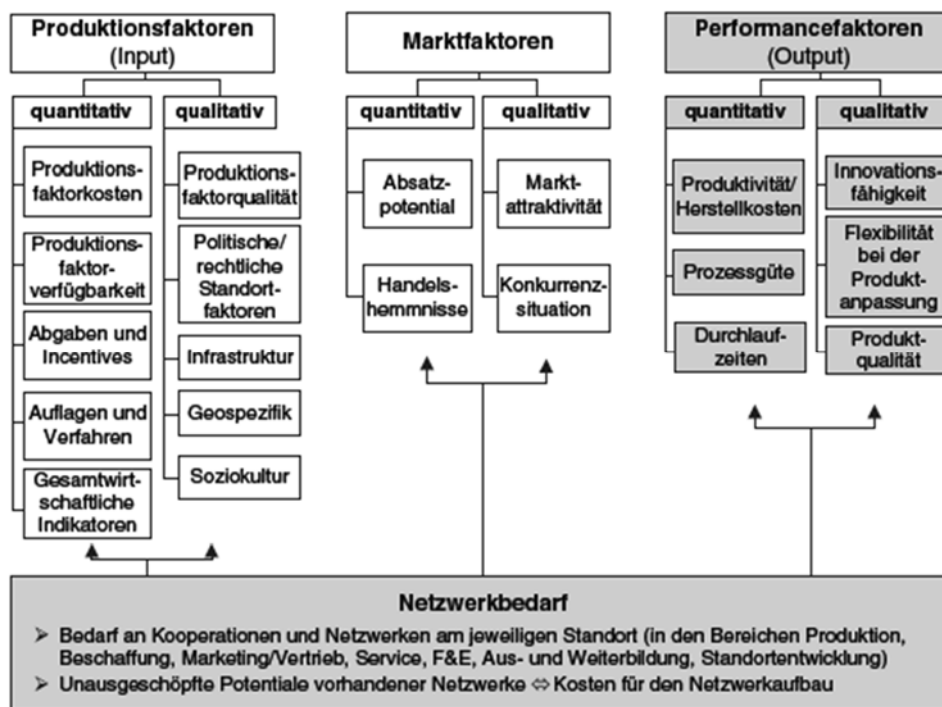 Produktionsfaktoren
(Input)
quantitativ
qualitativ
Produktions-
faktorkosten
Produktions-
faktor-
verfügbarkeit
Abgaben und
Incentives
Auflagen und
Verfahren
Gesamtwirt-
schaftliche
Indikatoren
Produktions-
faktorqualität
Politische/
rechtliche
Standort-
faktoren
Infrastruktur
Geospezifik
Soziokultur
Marktfaktoren
quantitativ
qualitativ
Absatz-
potential
Handels-
hemmnisse
Markt-
attraktivität
Konkurrenz-
situation
Performancefaktoren
(Output)
quantitativ
qualitativ
Produktivität/
Herstellkosten
Prozessgüte
Durchlauf-
zeiten
Innovations-
fähigkeit
Flexibilität
bei der
Produkt-
anpassung
Produkt-
qualität
Netzwerkbedarf
➢ Bedarf an Kooperationen und Netzwerken am jeweiligen Standort (in den Bereichen Produktion,
Beschaffung, Marketing/Vertrieb, Service, F&E, Aus- und Weiterbildung, Standortentwicklung)
➢ Unausgeschöpfte Potentiale vorhandener Netzwerke ⇔ Kosten für den Netzwerkaufbau